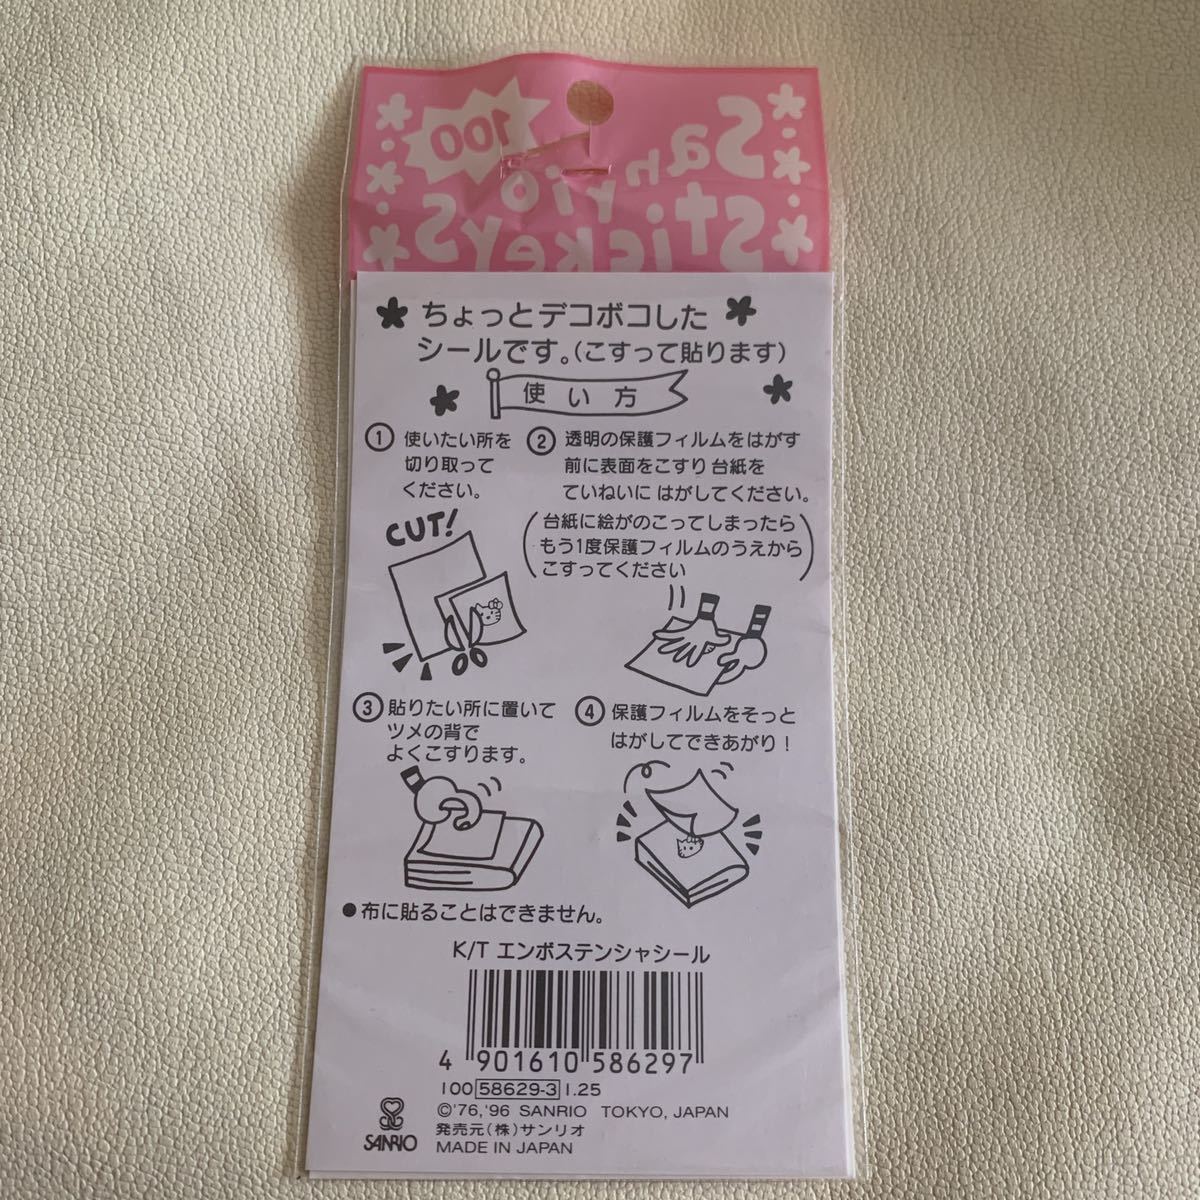 100
Sanrio
Stickers
ちょっとデコボコした
シールです。(こすって貼ります)
使い方
① 使いたい所を
切り取って
ください。
CUT!
② 透明の保護フィルムをはがす
前に表面をこすり台紙を
ていねいにはがしてください。
(台紙に絵がのこってしまったら
もう1度保護フィルムのうえから
こすってください)
③ 貼りたい所に置いて
ツメの背で
よくこすります。
④ 保護フィルムをそっと
はがしてできあがり!
●布に貼ることはできません。
K/T エンボステンシャシール
4 901610 586297
100 58629-3 1.25
©'76,'96 SANRIO TOKYO, JAPAN
発売元(株)サンリオ
MADE IN JAPAN
SANRIO